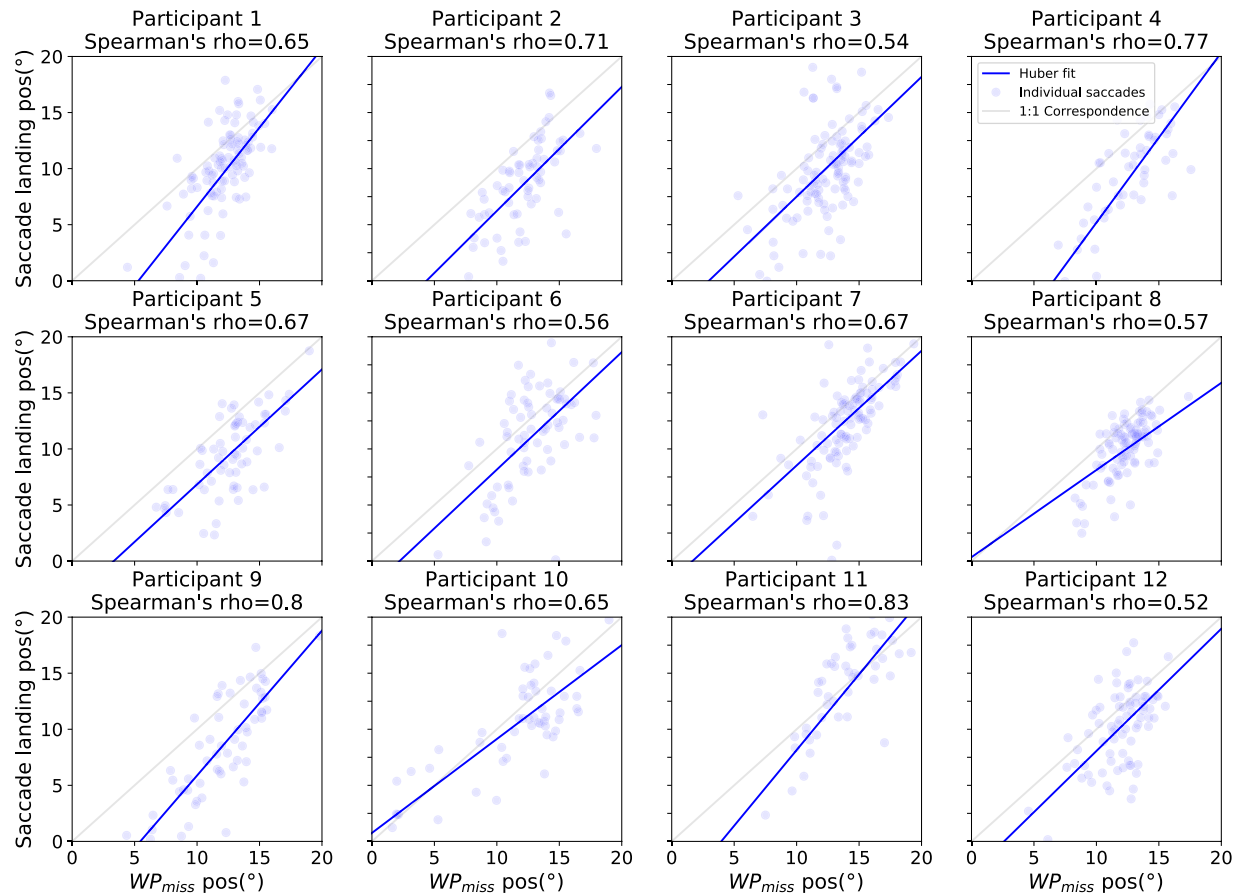 Participant 1
Spearman's rho=0.65
Participant 2
Spearman's rho=0.71
Participant 3
Spearman's rho=0.54
Participant 4
Spearman's rho=0.77
Saccade landing pos(°)
20
15
10
5
0
Huber fit
Individual saccades
1:1 Correspondence
0 5 10 15 20
0 5 10 15 20
0 5 10 15 20
0 5 10 15 20
Participant 5
Spearman's rho=0.67
Participant 6
Spearman's rho=0.56
Participant 7
Spearman's rho=0.67
Participant 8
Spearman's rho=0.57
Saccade landing pos(°)
20
15
10
5
0
Participant 9
Spearman's rho=0.8
Participant 10
Spearman's rho=0.65
Participant 11
Spearman's rho=0.83
Participant 12
Spearman's rho=0.52
Saccade landing pos(°)
20
15
10
5
0
WP_miss pos(°)
WP_miss pos(°)
WP_miss pos(°)
WP_miss pos(°)